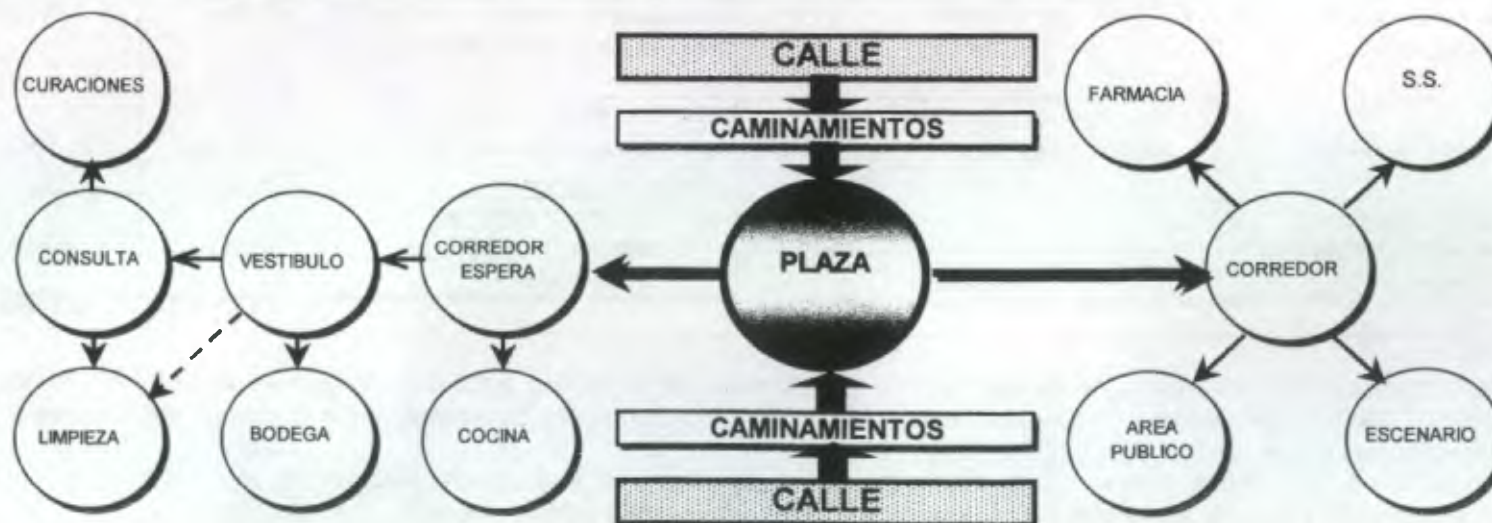 CALLE
CURACIONES
FARMACIA
S.S.
CAMINAMIENTOS
CONSULTA
VESTIBULO
CORREDOR
ESPERA
PLAZA
CORREDOR
LIMPIEZA
BODEGA
COCINA
CAMINAMIENTOS
AREA
PUBLICO
ESCENARIO
CALLE